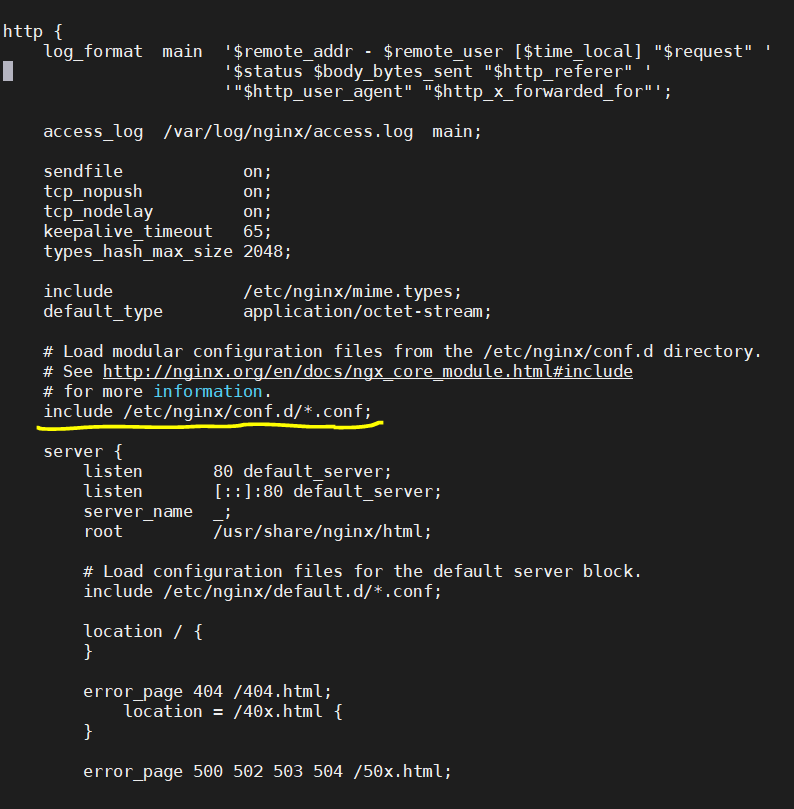 http {
    log_format  main  '$remote_addr - $remote_user [$time_local] "$request" '
                      '$status $body_bytes_sent "$http_referer" '
                      '"$http_user_agent" "$http_x_forwarded_for"';
    access_log  /var/log/nginx/access.log  main;
    sendfile            on;
    tcp_nopush          on;
    tcp_nodelay         on;
    keepalive_timeout   65;
    types_hash_max_size 2048;
    include             /etc/nginx/mime.types;
    default_type        application/octet-stream;
    # Load modular configuration files from the /etc/nginx/conf.d directory.
    # See http://nginx.org/en/docs/ngx_core_module.html#include
    # for more information.
    include /etc/nginx/conf.d/*.conf;
    server {
        listen       80 default_server;
        listen       [::]:80 default_server;
        server_name  _;
        root         /usr/share/nginx/html;
        # Load configuration files for the default server block.
        include /etc/nginx/default.d/*.conf;
        location / {
        }
        error_page 404 /404.html;
            location = /40x.html {
        }
        error_page 500 502 503 504 /50x.html;